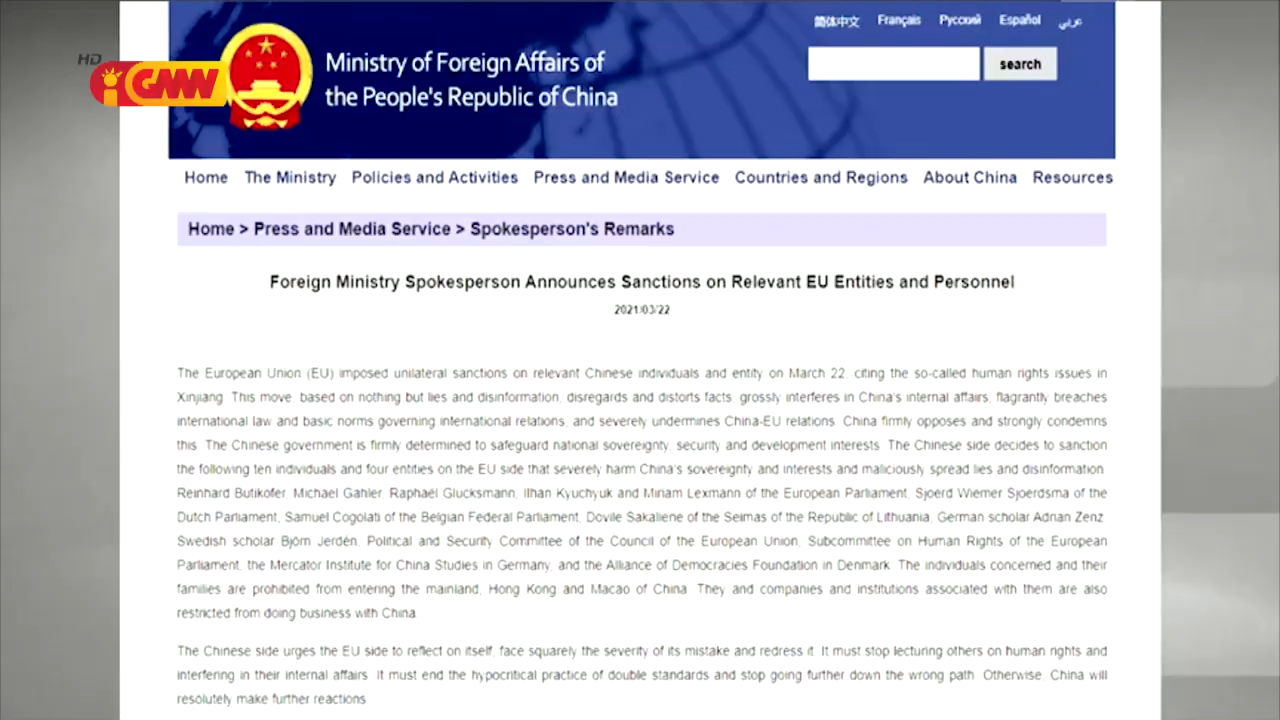 简体中文 Français Русский Español عربي
HD
GMW
Ministry of Foreign Affairs of
the People's Republic of China
search
Home The Ministry Policies and Activities Press and Media Service Countries and Regions About China Resources
Home > Press and Media Service > Spokesperson's Remarks
Foreign Ministry Spokesperson Announces Sanctions on Relevant EU Entities and Personnel
2021/03/22
The European Union (EU) imposed unilateral sanctions on relevant Chinese individuals and entity on March 22, citing the so-called human rights issues in
Xinjiang. This move, based on nothing but lies and disinformation, disregards and distorts facts, grossly interferes in China's internal affairs, flagrantly breaches
international law and basic norms governing international relations, and severely undermines China-EU relations. China firmly opposes and strongly condemns
this. The Chinese government is firmly determined to safeguard national sovereignty, security and development interests. The Chinese side decides to sanction
the following ten individuals and four entities on the EU side that severely harm China's sovereignty and interests and maliciously spread lies and disinformation:
Reinhard Butikofer, Michael Gahler, Raphaël Glucksmann, Ilhan Kyuchyuk and Miriam Lexmann of the European Parliament, Sjoerd Wiemer Sjoerdsma of the
Dutch Parliament, Samuel Cogolati of the Belgian Federal Parliament, Dovile Sakaliene of the Seimas of the Republic of Lithuania, German scholar Adrian Zenz,
Swedish scholar Björn Jerdén, Political and Security Committee of the Council of the European Union, Subcommittee on Human Rights of the European
Parliament, the Mercator Institute for China Studies in Germany, and the Alliance of Democracies Foundation in Denmark. The individuals concerned and their
families are prohibited from entering the mainland, Hong Kong and Macao of China. They and companies and institutions associated with them are also
restricted from doing business with China.
The Chinese side urges the EU side to reflect on itself, face squarely the severity of its mistake and redress it. It must stop lecturing others on human rights and
interfering in their internal affairs. It must end the hypocritical practice of double standards and stop going further down the wrong path. Otherwise, China will
resolutely make further reactions.